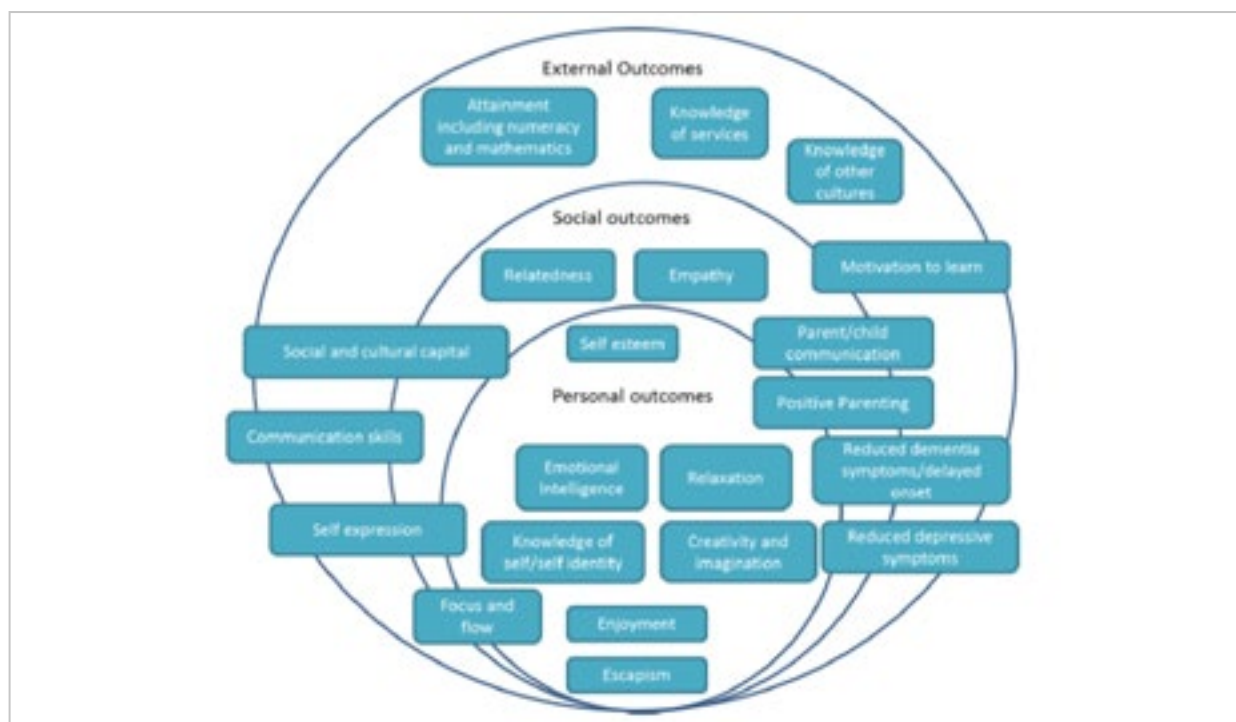 External Outcomes
Attainment
including numeracy
and mathematics
Knowledge
of services
Knowledge
of other
cultures
Social outcomes
Relatedness
Empathy
Motivation to learn
Social and cultural capital
Self esteem
Parent/child
communication
Personal outcomes
Positive Parenting
Communication skills
Emotional
Intelligence
Relaxation
Reduced dementia
symptoms/delayed
onset
Self expression
Knowledge of
self/self identity
Creativity and
imagination
Reduced depressive
symptoms
Focus and
flow
Enjoyment
Escapism